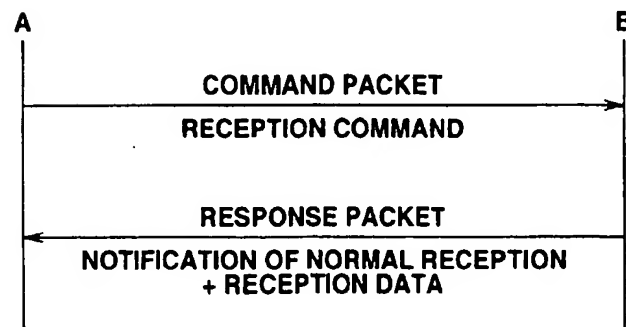 A
COMMAND PACKET
RECEPTION COMMAND
RESPONSE PACKET
NOTIFICATION OF NORMAL RECEPTION
+ RECEPTION DATA